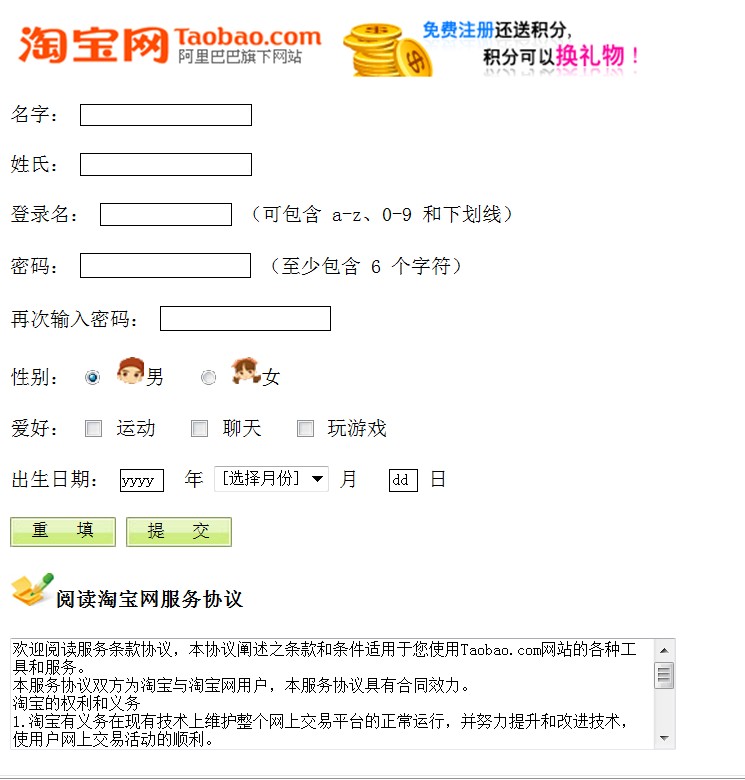 淘宝网 Taobao.com
阿里巴巴旗下网站
免费注册还送积分,
积分可以换礼物！
名字：
姓氏：
登录名： （可包含 a-z、0-9 和下划线）
密码： （至少包含 6 个字符）
再次输入密码：
性别： 男 女
爱好： 运动 聊天 玩游戏
出生日期： yyyy 年 [选择月份] 月 dd 日
重 填 提 交
阅读淘宝网服务协议
欢迎阅读服务条款协议，本协议阐述之条款和条件适用于您使用Taobao.com网站的各种工
具和服务。
本服务协议双方为淘宝与淘宝网用户，本服务协议具有合同效力。
淘宝的权利和义务
1.淘宝有义务在现有技术上维护整个网上交易平台的正常运行，并努力提升和改进技术，
使用户网上交易活动的顺利。